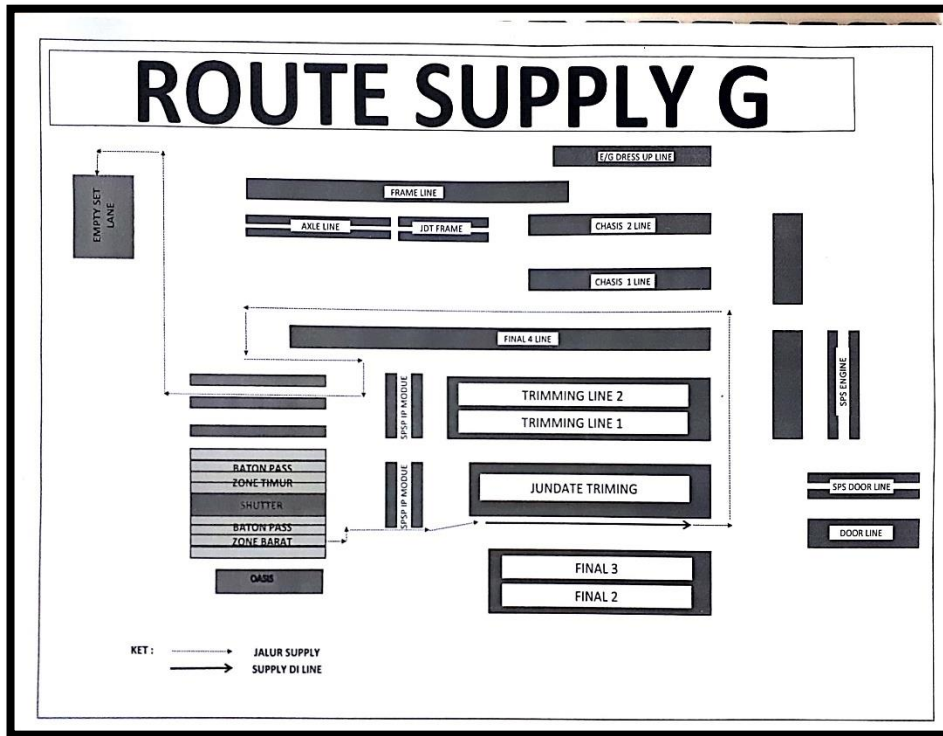 ROUTE SUPPLY G
E/G DRESS UP LINE
EMPTY SET
LANE
FRAME LINE
AXLE LINE
JDT FRAME
CHASIS 2 LINE
CHASIS 1 LINE
FINAL 4 LINE
SPSP IP MODUE
TRIMMING LINE 2
TRIMMING LINE 1
SPS ENGINE
BATON PASS
ZONE TIMUR
SHUTTER
BATON PASS
ZONE BARAT
SPSP IP MODUE
JUNDATE TRIMING
SPS DOOR LINE
DOOR LINE
OASIS
FINAL 3
FINAL 2
KET :
JALUR SUPPLY
SUPPLY DI LINE